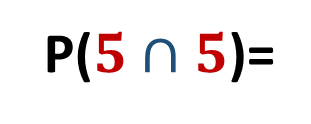 P(5 ∩ 5)=